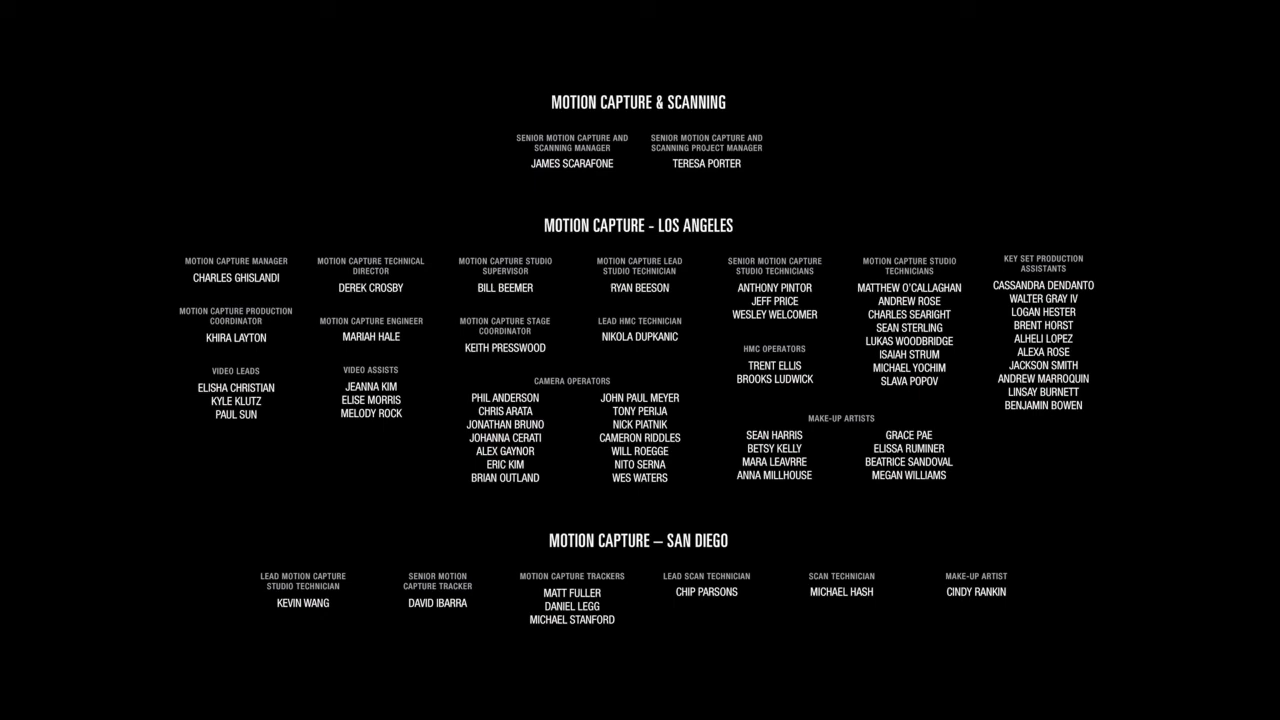 MOTION CAPTURE & SCANNING
SENIOR MOTION CAPTURE AND
SCANNING MANAGER
JAMES SCARAFONE
SENIOR MOTION CAPTURE AND
SCANNING PROJECT MANAGER
TERESA PORTER
MOTION CAPTURE - LOS ANGELES
MOTION CAPTURE MANAGER
CHARLES GHISLANDI
MOTION CAPTURE PRODUCTION
COORDINATOR
KHIRA LAYTON
VIDEO LEADS
ELISHA CHRISTIAN
KYLE KLUTZ
PAUL SUN
MOTION CAPTURE TECHNICAL
DIRECTOR
DEREK CROSBY
MOTION CAPTURE ENGINEER
MARIAH HALE
VIDEO ASSISTS
JEANNA KIM
ELISE MORRIS
MELODY ROCK
MOTION CAPTURE STUDIO
SUPERVISOR
BILL BEEMER
MOTION CAPTURE STAGE
COORDINATOR
KEITH PRESSWOOD
MOTION CAPTURE LEAD
STUDIO TECHNICIAN
RYAN BEESON
LEAD HMC TECHNICIAN
NIKOLA DUPKANIC
CAMERA OPERATORS
PHIL ANDERSON
CHRIS ARATA
JONATHAN BRUNO
JOHANNA CERATI
ALEX GAYNOR
ERIC KIM
BRIAN OUTLAND
JOHN PAUL MEYER
TONY PERIJA
NICK PIATNIK
CAMERON RIDDLES
WILL ROEGGE
NITO SERNA
WES WATERS
SENIOR MOTION CAPTURE
STUDIO TECHNICIANS
ANTHONY PINTOR
JEFF PRICE
WESLEY WELCOMER
HMC OPERATORS
TRENT ELLIS
BROOKS LUDWICK
MOTION CAPTURE STUDIO
TECHNICIANS
MATTHEW O'CALLAGHAN
ANDREW ROSE
CHARLES SEARIGHT
SEAN STERLING
LUKAS WOODBRIDGE
ISAIAH STRUM
MICHAEL YOCHIM
SLAVA POPOV
MAKE-UP ARTISTS
SEAN HARRIS
BETSY KELLY
MARA LEAVRRE
ANNA MILLHOUSE
GRACE PAE
ELISSA RUMINER
BEATRICE SANDOVAL
MEGAN WILLIAMS
KEY SET PRODUCTION
ASSISTANTS
CASSANDRA DENDANTO
WALTER GRAY IV
LOGAN HESTER
BRENT HORST
ALHELI LOPEZ
ALEXA ROSE
JACKSON SMITH
ANDREW MARROQUIN
LINSAY BURNETT
BENJAMIN BOWEN
MOTION CAPTURE – SAN DIEGO
LEAD MOTION CAPTURE
STUDIO TECHNICIAN
KEVIN WANG
SENIOR MOTION
CAPTURE TRACKER
DAVID IBARRA
MOTION CAPTURE TRACKERS
MATT FULLER
DANIEL LEGG
MICHAEL STANFORD
LEAD SCAN TECHNICIAN
CHIP PARSONS
SCAN TECHNICIAN
MICHAEL HASH
MAKE-UP ARTIST
CINDY RANKIN